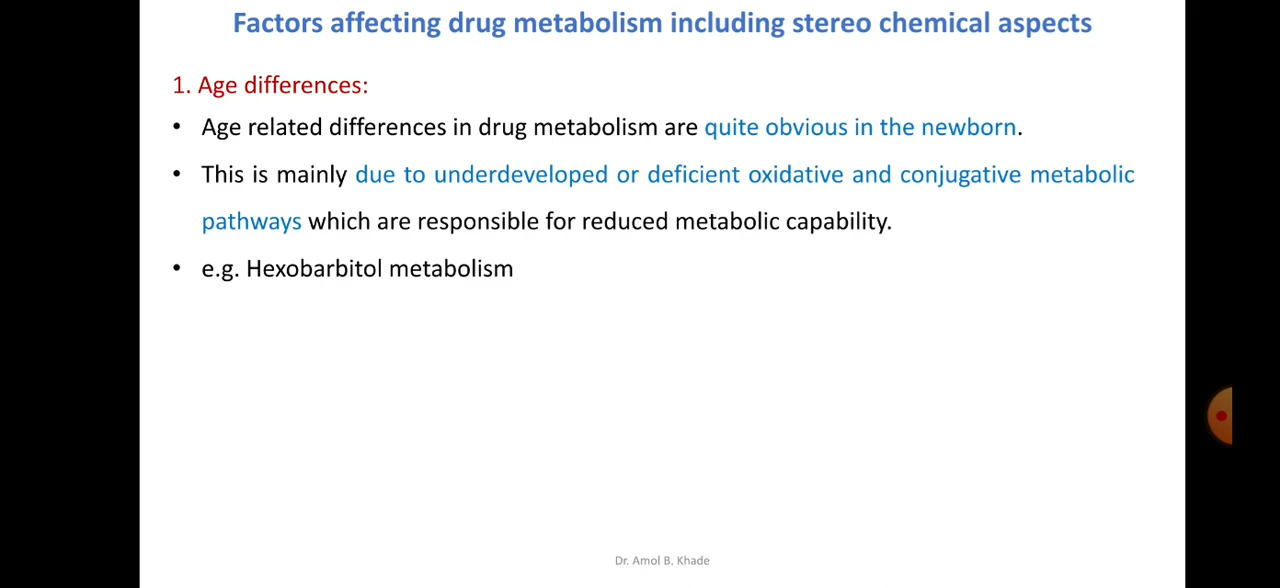 Factors affecting drug metabolism including stereo chemical aspects
1. Age differences:
• Age related differences in drug metabolism are quite obvious in the newborn.
• This is mainly due to underdeveloped or deficient oxidative and conjugative metabolic
pathways which are responsible for reduced metabolic capability.
• e.g. Hexobarbitol metabolism
Dr. Amol B. Khade